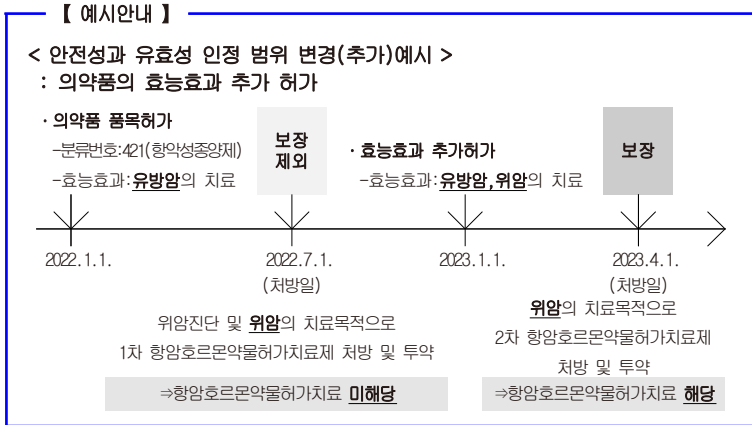 【 예시안내 】
< 안전성과 유효성 인정 범위 변경(추가)예시 >
: 의약품의 효능효과 추가 허가
· 의약품 품목허가
-분류번호:421(항악성종양제)
-효능효과:유방암의 치료
보장
제외
· 효능효과 추가허가
-효능효과:유방암,위암의 치료
보장
2022.1.1.
2022.7.1.
(처방일)
2023.1.1.
2023.4.1.
(처방일)
위암진단 및 위암의 치료목적으로
1차 항암호르몬약물허가치료제 처방 및 투약
⇒항암호르몬약물허가치료 미해당
위암의 치료목적으로
2차 항암호르몬약물허가치료제
처방 및 투약
⇒항암호르몬약물허가치료 해당